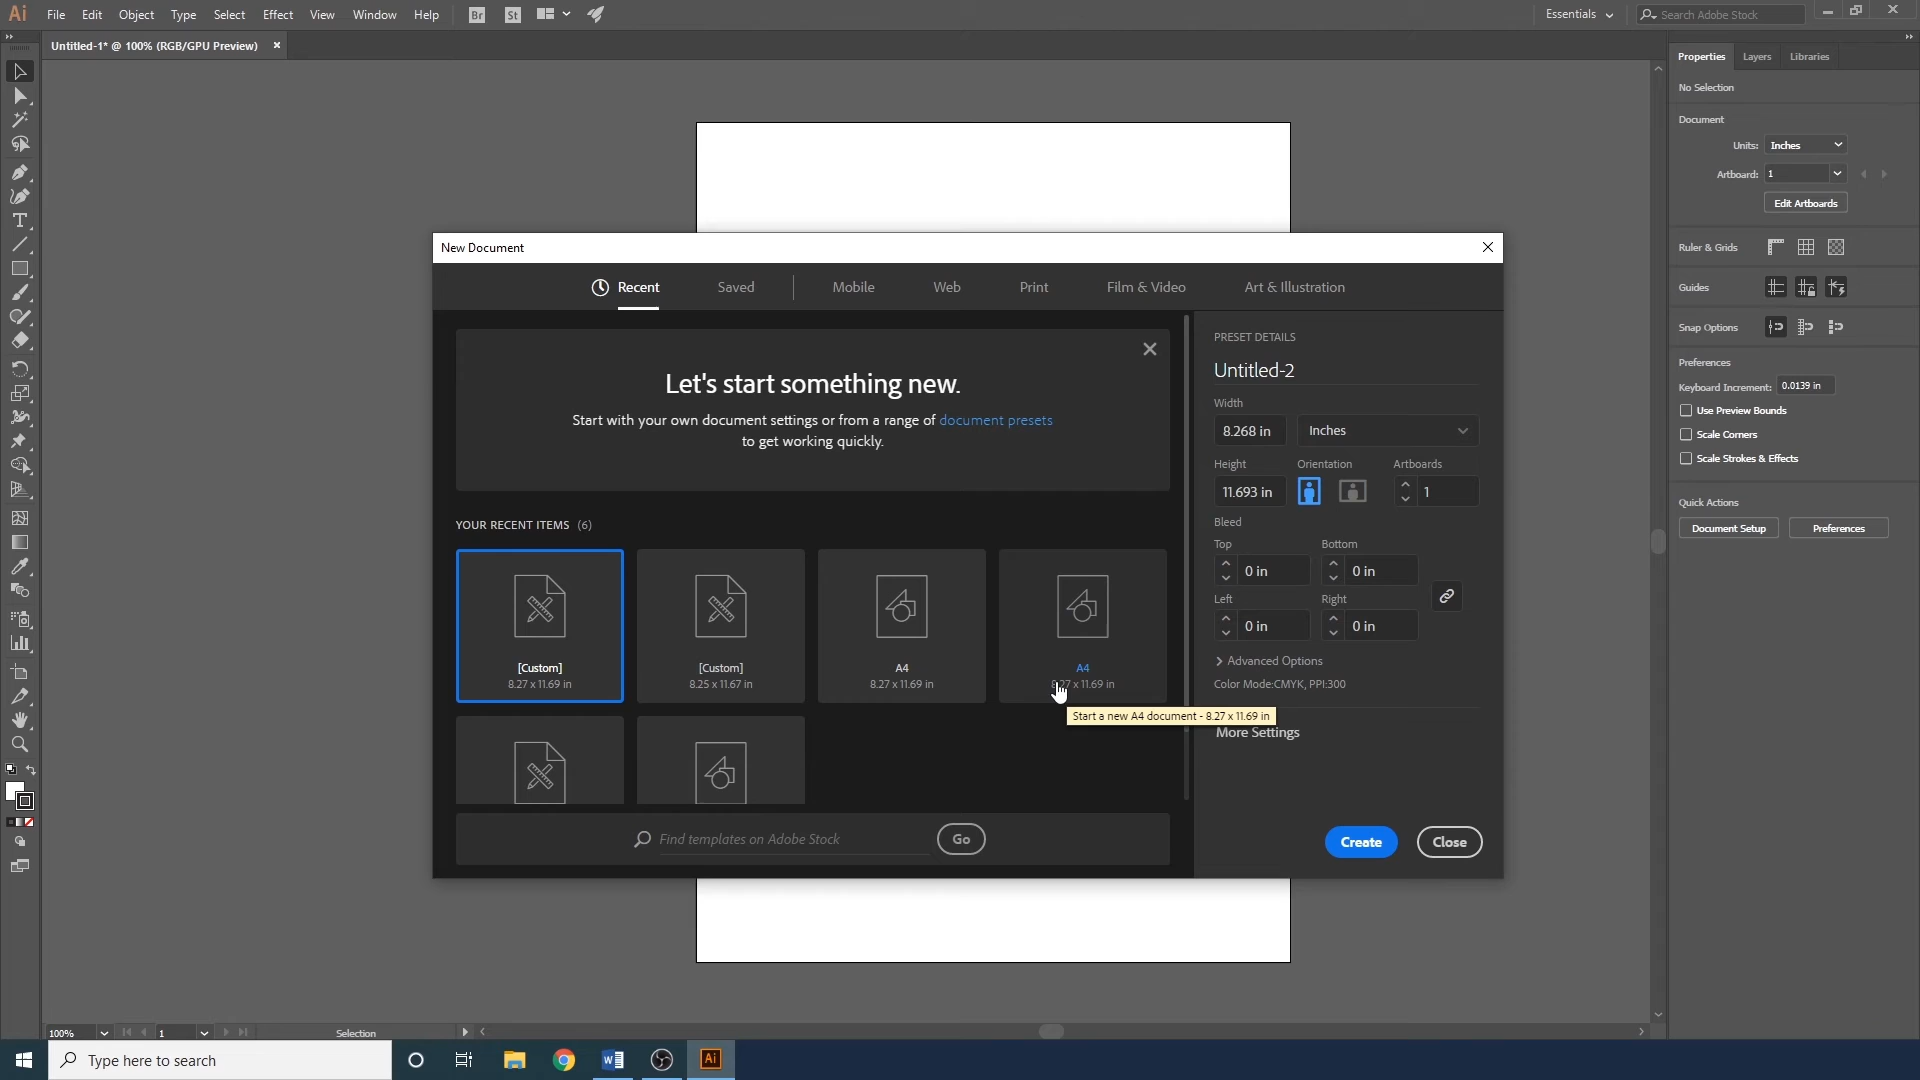 Ai File Edit Object Type Select Effect View Window Help Br St Essentials Search Adobe Stock
Untitled-1* @ 100% (RGB/GPU Preview)
Properties Layers Libraries
No Selection
Document
Units: Inches
Artboard: 1
Edit Artboards
Ruler & Grids
Guides
Snap Options
Preferences
Keyboard Increment: 0.0139 in
Use Preview Bounds
Scale Corners
Scale Strokes & Effects
Quick Actions
Document Setup Preferences
New Document
Recent Saved Mobile Web Print Film & Video Art & Illustration
Let's start something new.
Start with your own document settings or from a range of document presets
to get working quickly.
YOUR RECENT ITEMS (6)
[Custom]
8.27 x 11.69 in
[Custom]
8.25 x 11.67 in
A4
8.27 x 11.69 in
A4
8.27 x 11.69 in
Start a new A4 document - 8.27 x 11.69 in
Find templates on Adobe Stock Go
PRESET DETAILS
Untitled-2
Width
8.268 in Inches
Height Orientation Artboards
11.693 in 1
Bleed
Top Bottom
0 in 0 in
Left Right
0 in 0 in
Advanced Options
Color Mode:CMYK, PPI:300
More Settings
Create Close
100% 1 Selection
Type here to search
Ai